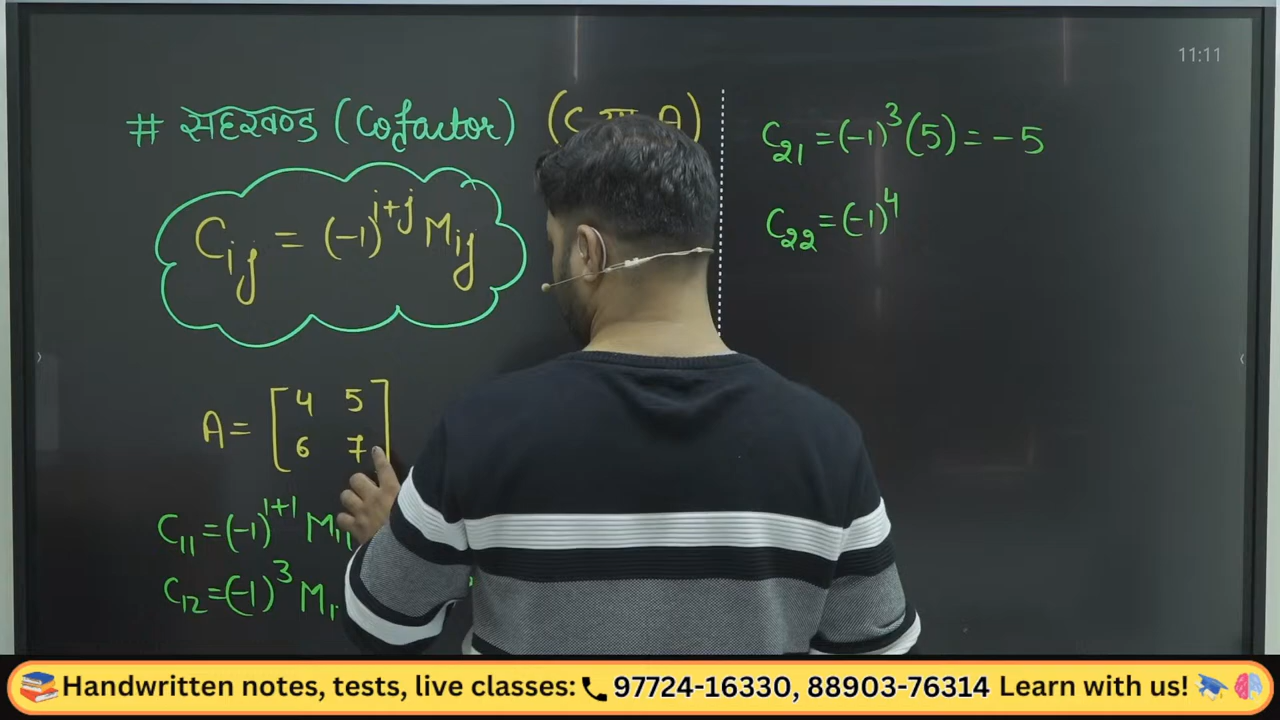 11:11
# सहखण्ड (Cofactor) (C या A)
Cᵢⱼ = (-1)ⁱ⁺ʲ Mᵢⱼ
A = [4 5
6 7]
C₁₁ = (-1)¹⁺¹ M₁₁
C₁₂ = (-1)³ M₁
C₂₁ = (-1)³ (5) = -5
C₂₂ = (-1)⁴
Handwritten notes, tests, live classes: 97724-16330, 88903-76314 Learn with us!